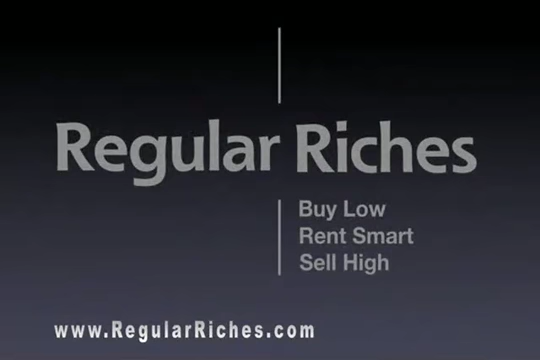 Regular Riches
Buy Low
Rent Smart
Sell High
www.RegularRiches.com